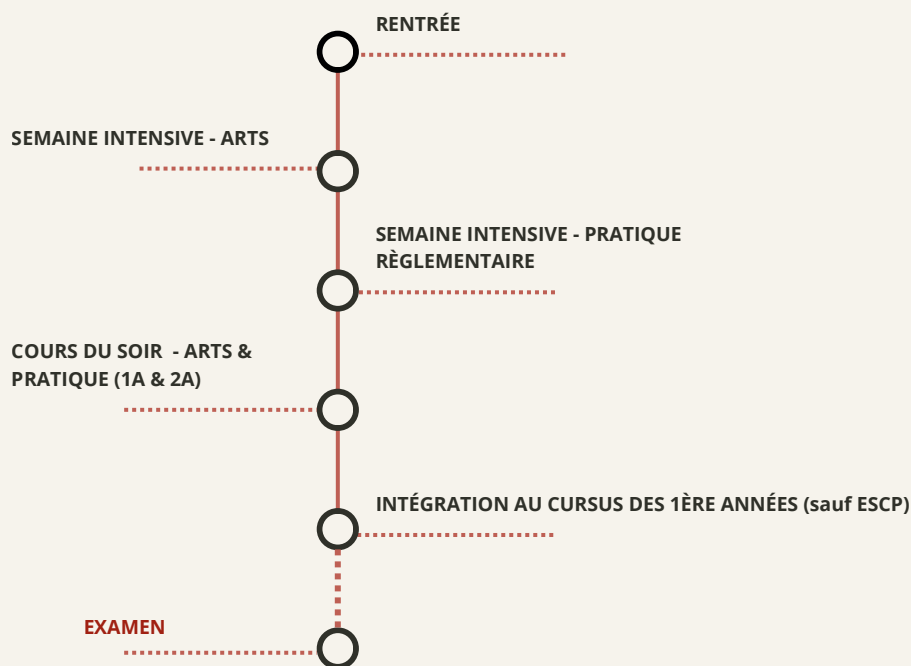 RENTRÉE
SEMAINE INTENSIVE - ARTS
SEMAINE INTENSIVE - PRATIQUE
RÈGLEMENTAIRE
COURS DU SOIR - ARTS &
PRATIQUE (1A & 2A)
INTÉGRATION AU CURSUS DES 1ÈRE ANNÉES (sauf ESCP)
EXAMEN